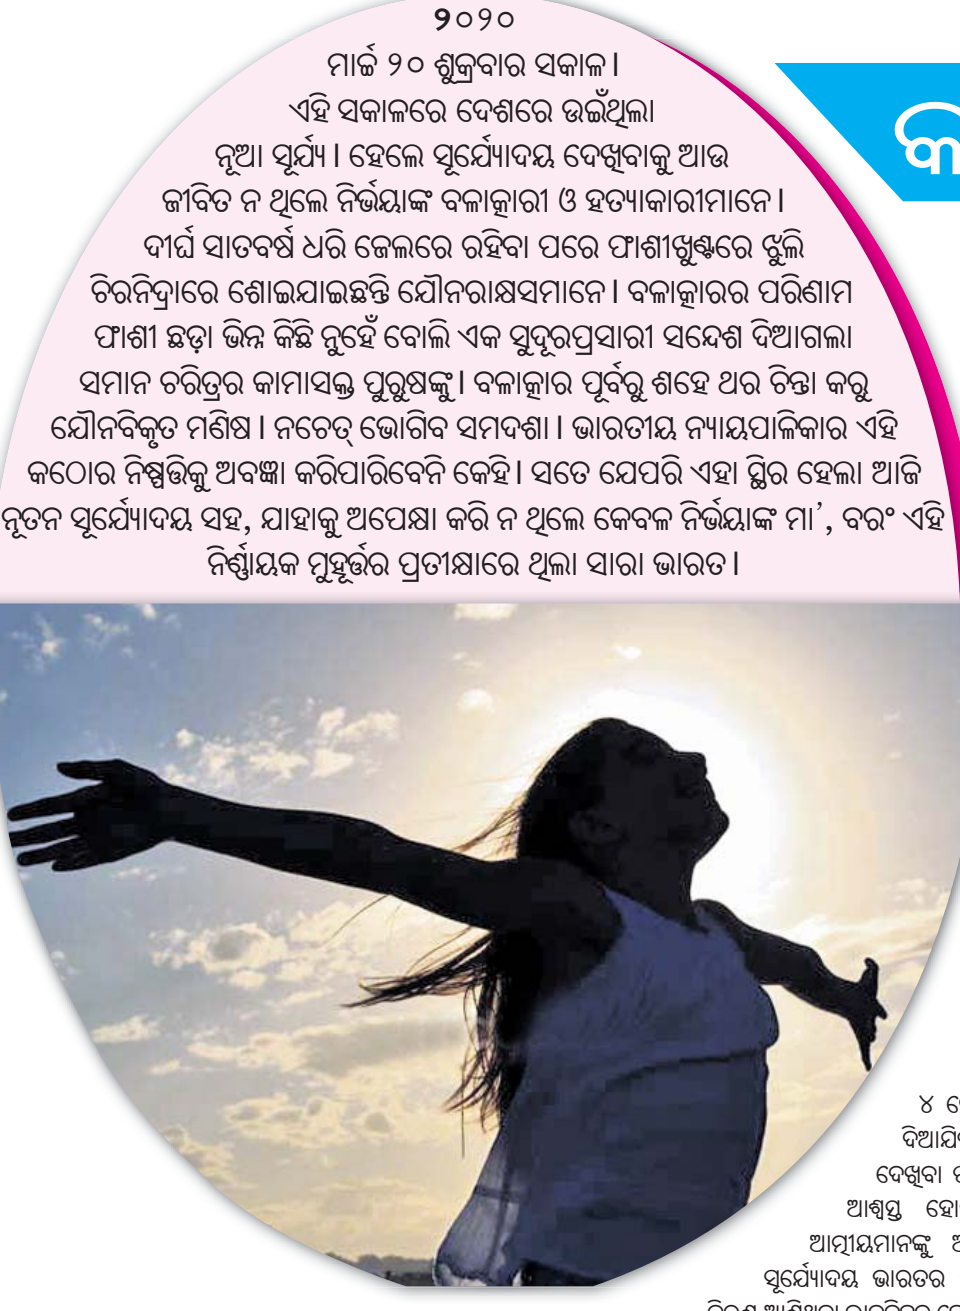 ୨୦୨୦
ମାର୍ଚ୍ଚ ୨୦ ଶୁକ୍ରବାର ସକାଳ।
ଏହି ସକାଳରେ ଦେଶରେ ଉଇଁଥିଲା
ନୂଆ ସୂର୍ଯ୍ୟ। ହେଲେ ସୂର୍ଯ୍ୟୋଦୟ ଦେଖିବାକୁ ଆଉ
ଜୀବିତ ନ ଥିଲେ ନିର୍ଭୟାଙ୍କ ବଳାତ୍କାରୀ ଓ ହତ୍ୟାକାରୀମାନେ।
ଦୀର୍ଘ ସାତବର୍ଷ ଧରି ଜେଲରେ ରହିବା ପରେ ଫାଶୀଖୁଣ୍ଟରେ ଝୁଲି
ଚିରନିଦ୍ରାରେ ଶୋଇଯାଇଛନ୍ତି ଯୌନରାକ୍ଷସମାନେ। ବଳାତ୍କାରର ପରିଣାମ
ଫାଶୀ ଛଡ଼ା ଭିନ୍ନ କିଛି ନୁହେଁ ବୋଲି ଏକ ସୁଦୂରପ୍ରସାରୀ ସନ୍ଦେଶ ଦିଆଗଲା
ସମାନ ଚରିତ୍ରର କାମାସକ୍ତ ପୁରୁଷଙ୍କୁ। ବଳାତ୍କାର ପୂର୍ବରୁ ଶହେ ଥର ଚିନ୍ତା କରୁ
ଯୌନବିକୃତ ମଣିଷ। ନଚେତ୍ ଭୋଗିବ ସମଦଶା। ଭାରତୀୟ ନ୍ୟାୟପାଳିକାର ଏହି
କଠୋର ନିଷ୍ପତ୍ତିକୁ ଅବଜ୍ଞା କରିପାରିବେନି କେହି। ସତେ ଯେପରି ଏହା ସ୍ଥିର ହେଲା ଆଜି
ନୂତନ ସୂର୍ଯ୍ୟୋଦୟ ସହ, ଯାହାକୁ ଅପେକ୍ଷା କରି ନ ଥିଲେ କେବଳ ନିର୍ଭୟାଙ୍କ ମା’, ବରଂ ଏହି
ନିର୍ଣ୍ଣାୟକ ମୁହୂର୍ତ୍ତର ପ୍ରତୀକ୍ଷାରେ ଥିଲା ସାରା ଭାରତ।
୪
ଦେଖିବା
ଆଶ୍ୱସ୍ତ
ଆତ୍ମୀୟମାନଙ୍କୁ
ସୂର୍ଯ୍ୟୋଦୟ ଭାରତର